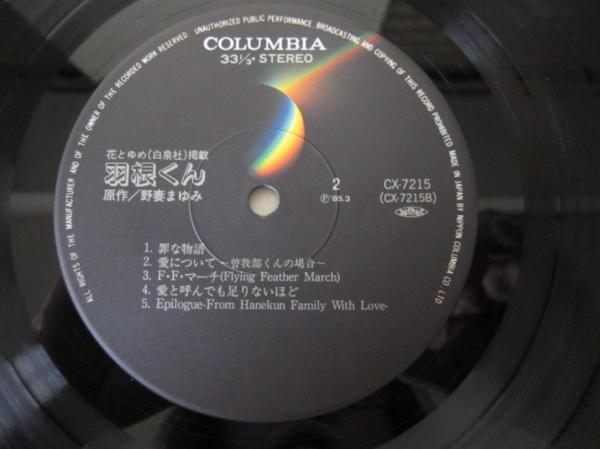 ALL RIGHTS OF THE MANUFACTURER AND OF THE OWNER OF THE RECORDED WORK RESERVED. UNAUTHORIZED PUBLIC PERFORMANCE, BROADCASTING AND COPYING OF THIS RECORD PROHIBITED MADE IN JAPAN BY NIPPON COLUMBIA CO. LTD
COLUMBIA
33 1/3・STEREO
花とゆめ(白泉社)掲載
羽根くん
原作/野妻まゆみ
2
Ⓟ '85.3
CX-7215
(CX-7215B)
1. 罪な物語
2. 愛について ~曽我部くんの場合~
3. F・F・マーチ(Flying Feather March)
4. 愛と呼んでも足りないほど
5. Epilogue-From Hanekun Family With Love-